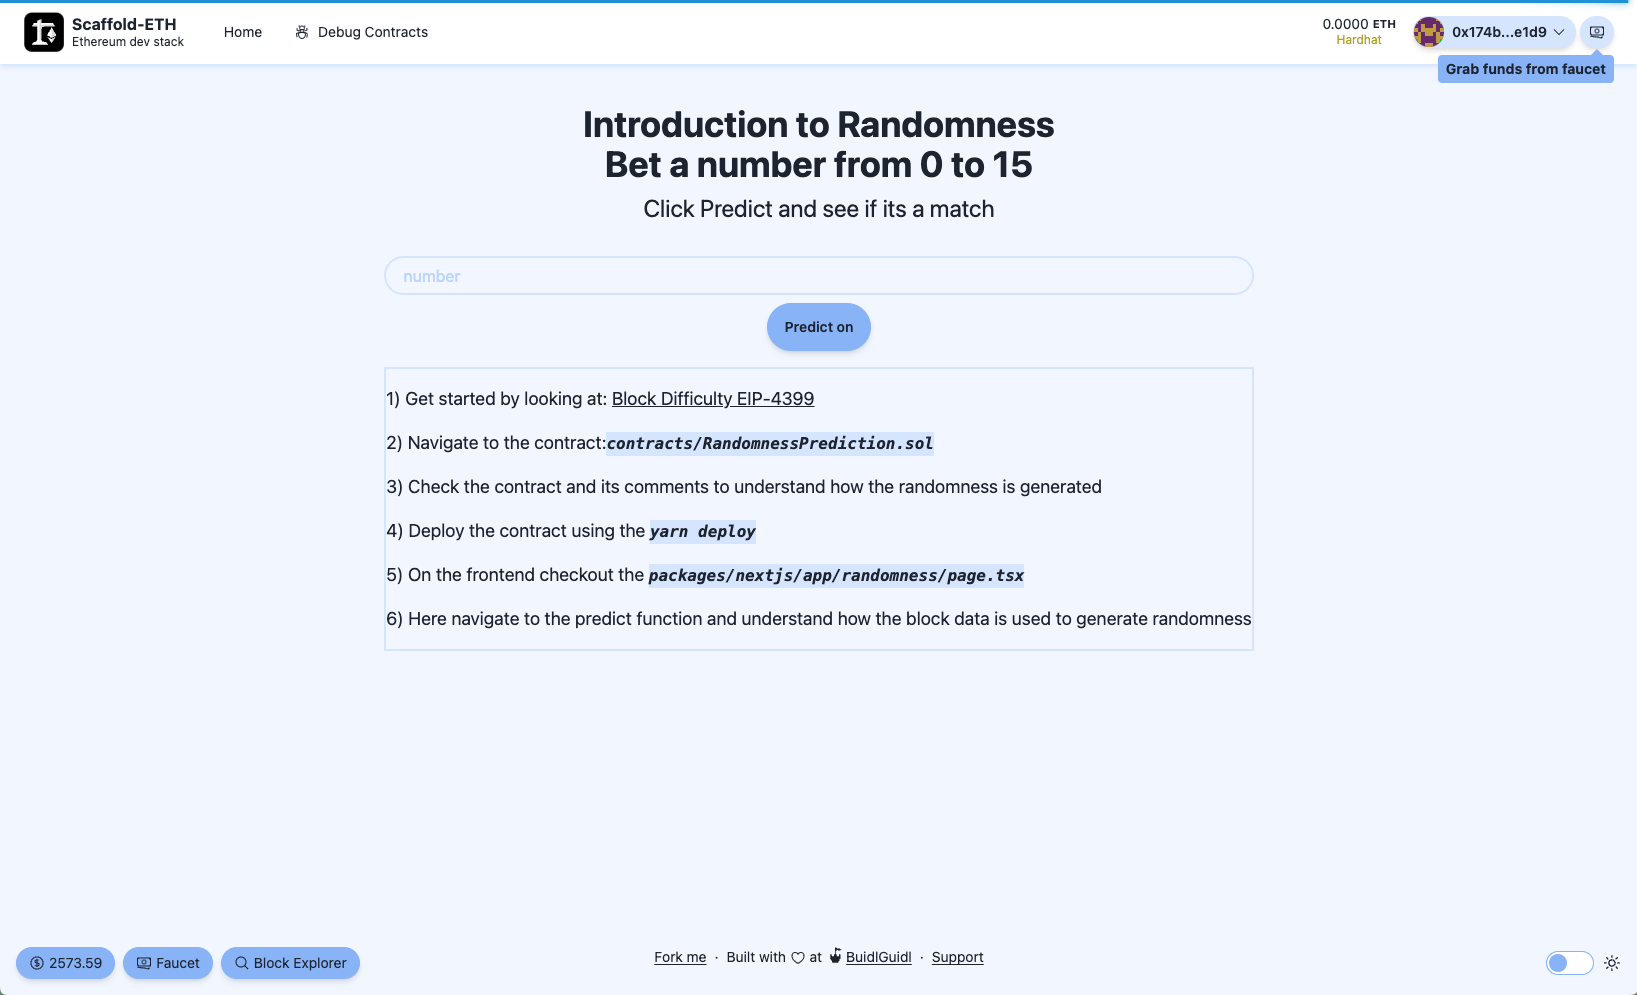 Scaffold-ETH
Ethereum dev stack
Home
Debug Contracts
0.0000 ETH
Hardhat
0x174b...e1d9
Grab funds from faucet
Introduction to Randomness
Bet a number from 0 to 15
Click Predict and see if its a match
number
Predict on
1) Get started by looking at: Block Difficulty EIP-4399
2) Navigate to the contract:contracts/RandomnessPrediction.sol
3) Check the contract and its comments to understand how the randomness is generated
4) Deploy the contract using the yarn deploy
5) On the frontend checkout the packages/nextjs/app/randomness/page.tsx
6) Here navigate to the predict function and understand how the block data is used to generate randomness
2573.59
Faucet
Block Explorer
Fork me · Built with ♡ at BuidlGuidl · Support